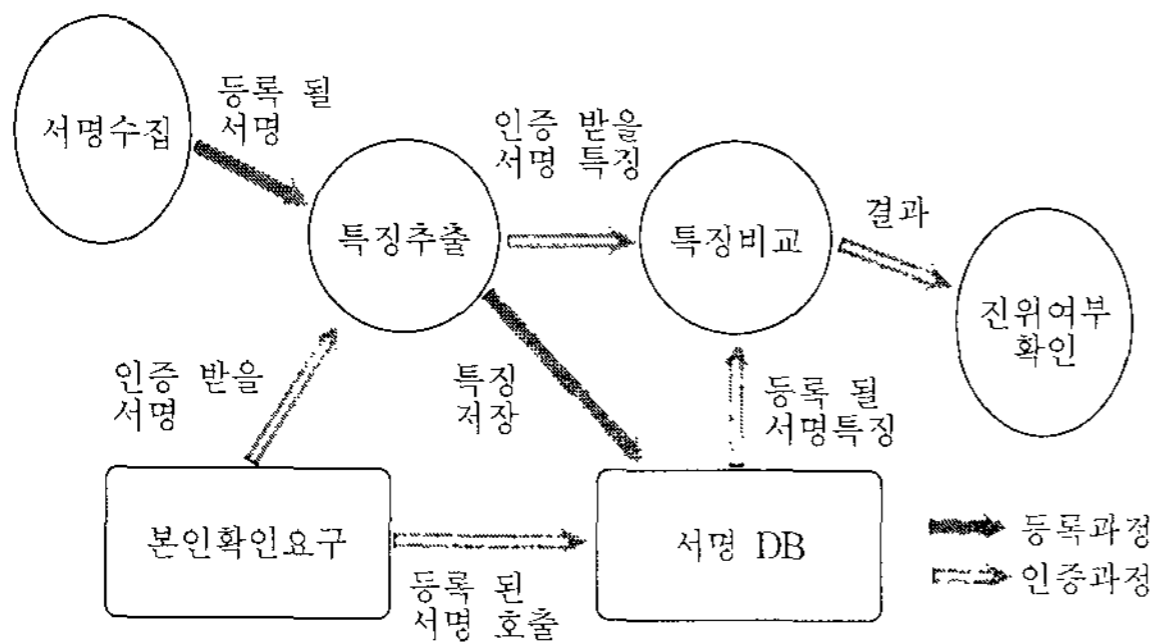 등록 될
서명
서명수집
인증 받을
서명 특징
결과
특징추출
특징비교
진위여부
확인
인증 받을
서명
특징
저장
등록 될
서명특징
본인확인요구
서명 DB
등록 된
서명 호출
등록과정
인증과정